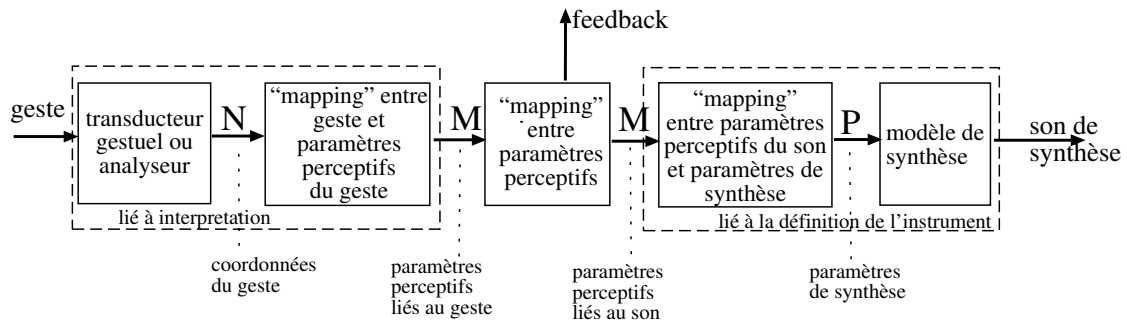 feedback
geste
transducteur
gestuel ou
analyseur
N
“mapping” entre
geste et
paramètres
perceptifs
du geste
lié à interpretation
M
“mapping”
entre
paramètres
perceptifs
M
“mapping”
entre paramètres
perceptifs du son
et paramètres de
synthèse
P
modèle de
synthèse
lié à la définition de l’instrument
son de
synthèse
coordonnées
du geste
paramètres
perceptifs
liés au geste
paramètres
perceptifs
liés au son
paramètres
de synthèse